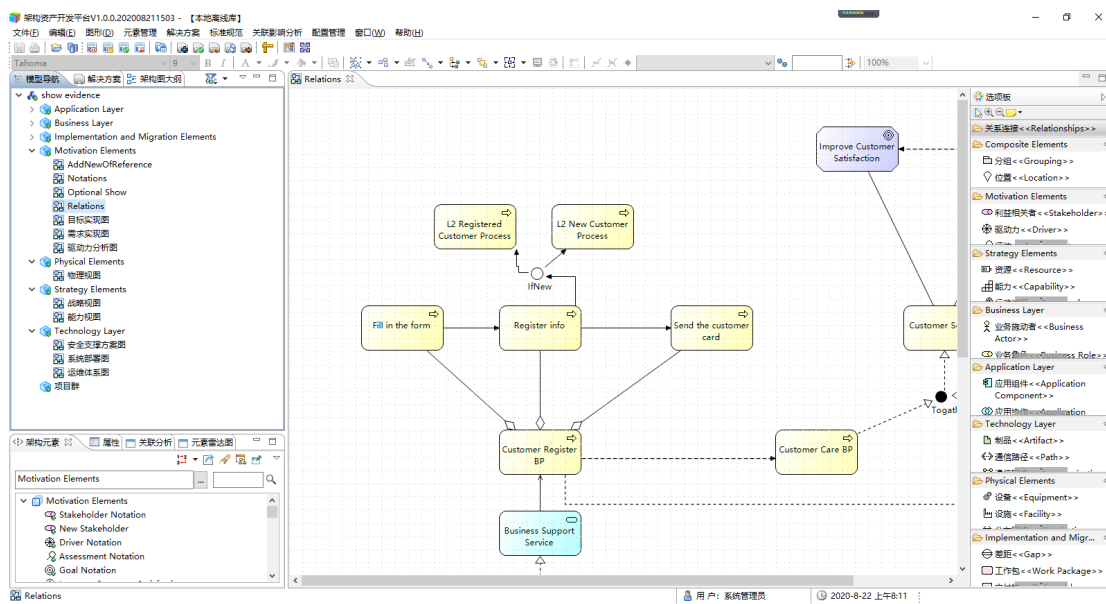 架构资产开发平台V1.0.0.202008211503 - 【本地离线库】
文件(F) 编辑(E) 图形(D) 元素管理 解决方案 标准规范 关联影响分析 配置管理 窗口(W) 帮助(H)
Tahoma 9 B I A 100%
模型导航 解决方案 架构图大纲
show evidence
Application Layer
Business Layer
Implementation and Migration Elements
Motivation Elements
AddNewOfReference
Notations
Optional Show
Relations
目标实现图
需求实现图
驱动力分析图
Physical Elements
物理视图
Strategy Elements
战略视图
能力视图
Technology Layer
安全支撑方案图
系统部署图
运维体系图
项目群
架构元素 属性 关联分析 元素雷达图
Motivation Elements ...
Motivation Elements
Stakeholder Notation
New Stakeholder
Driver Notation
Assessment Notation
Goal Notation
Relations
Improve Customer
Satisfaction
L2 Registered
Customer Process
L2 New Customer
Process
IfNew
Fill in the form
Register info
Send the customer
card
Customer
Customer Register
BP
Customer Care BP
Business Support
Service
选项板
关系连接<<Relationships>>
Composite Elements
分组<<Grouping>>
位置<<Location>>
Motivation Elements
利益相关者<<Stakeholder>
驱动力<<Driver>>
Strategy Elements
资源<<Resource>>
能力<<Capability>>
Business Layer
业务施动者<<Business
Actor>>
业务角色<<Business Role>>
Application Layer
应用组件<<Application
Component>>
应用协作<<Application
Technology Layer
制品<<Artifact>>
通信路径<<Path>>
Physical Elements
设备<<Equipment>>
设施<<Facility>>
Implementation and Migr...
差距<<Gap>>
工作包<<Work Package>>
Relations
用 户：系统管理员
2020-8-22 上午8:11